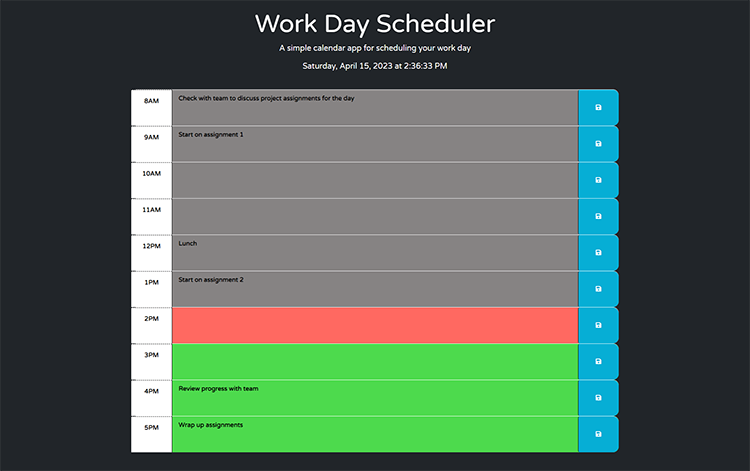 Work Day Scheduler
A simple calendar app for scheduling your work day
Saturday, April 15, 2023 at 2:36:33 PM
8AM Check with team to discuss project assignments for the day
9AM Start on assignment 1
10AM
11AM
12PM Lunch
1PM Start on assignment 2
2PM
3PM
4PM Review progress with team
5PM Wrap up assignments